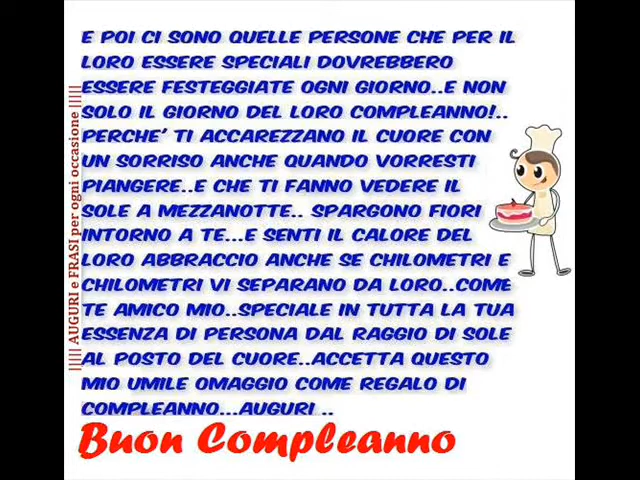 E POI CI SONO QUELLE PERSONE CHE PER IL
LORO ESSERE SPECIALI DOVREBBERO
ESSERE FESTEGGIATE OGNI GIORNO..E NON
SOLO IL GIORNO DEL LORO COMPLEANNO!..
PERCHE' TI ACCAREZZANO IL CUORE CON
UN SORRISO ANCHE QUANDO VORRESTI
PIANGERE..E CHE TI FANNO VEDERE IL
SOLE A MEZZANOTTE.. SPARGONO FIORI
INTORNO A TE...E SENTI IL CALORE DEL
LORO ABBRACCIO ANCHE SE CHILOMETRI E
CHILOMETRI VI SEPARANO DA LORO..COME
TE AMICO MIO..SPECIALE IN TUTTA LA TUA
ESSENZA DI PERSONA DAL RAGGIO DI SOLE
AL POSTO DEL CUORE..ACCETTA QUESTO
MIO UMILE OMAGGIO COME REGALO DI
COMPLEANNO...AUGURI ..
Buon Compleanno
||||| AUGURI e FRASI per ogni occasione |||||